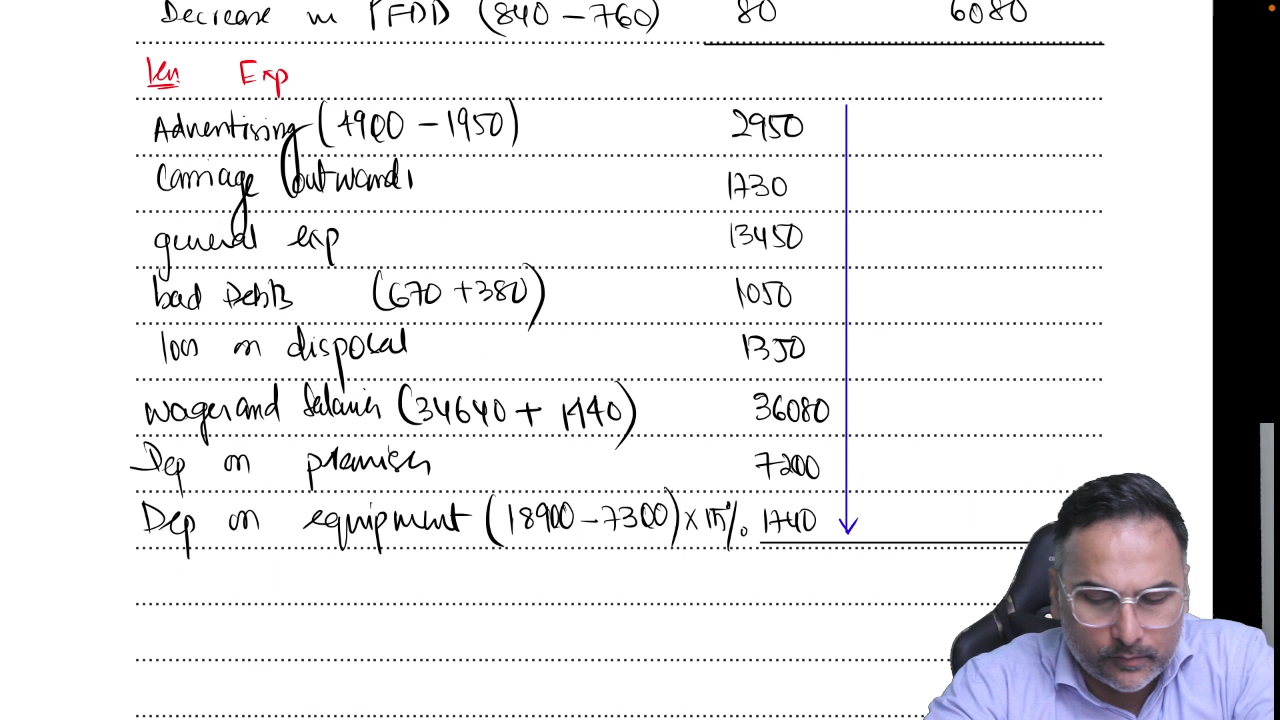 Decrease in PFDD (840 – 760) 80 6080
Less Exp
Advertising (4900 – 1950) 2950
Carriage outwards 1730
general exp 13450
bad Debts (670 + 380) 1050
loss on disposal 1350
wages and Salaries (34640 + 1440) 36080
Dep on premises 7200
Dep on equipment (18900 – 7300) × 15% 1740